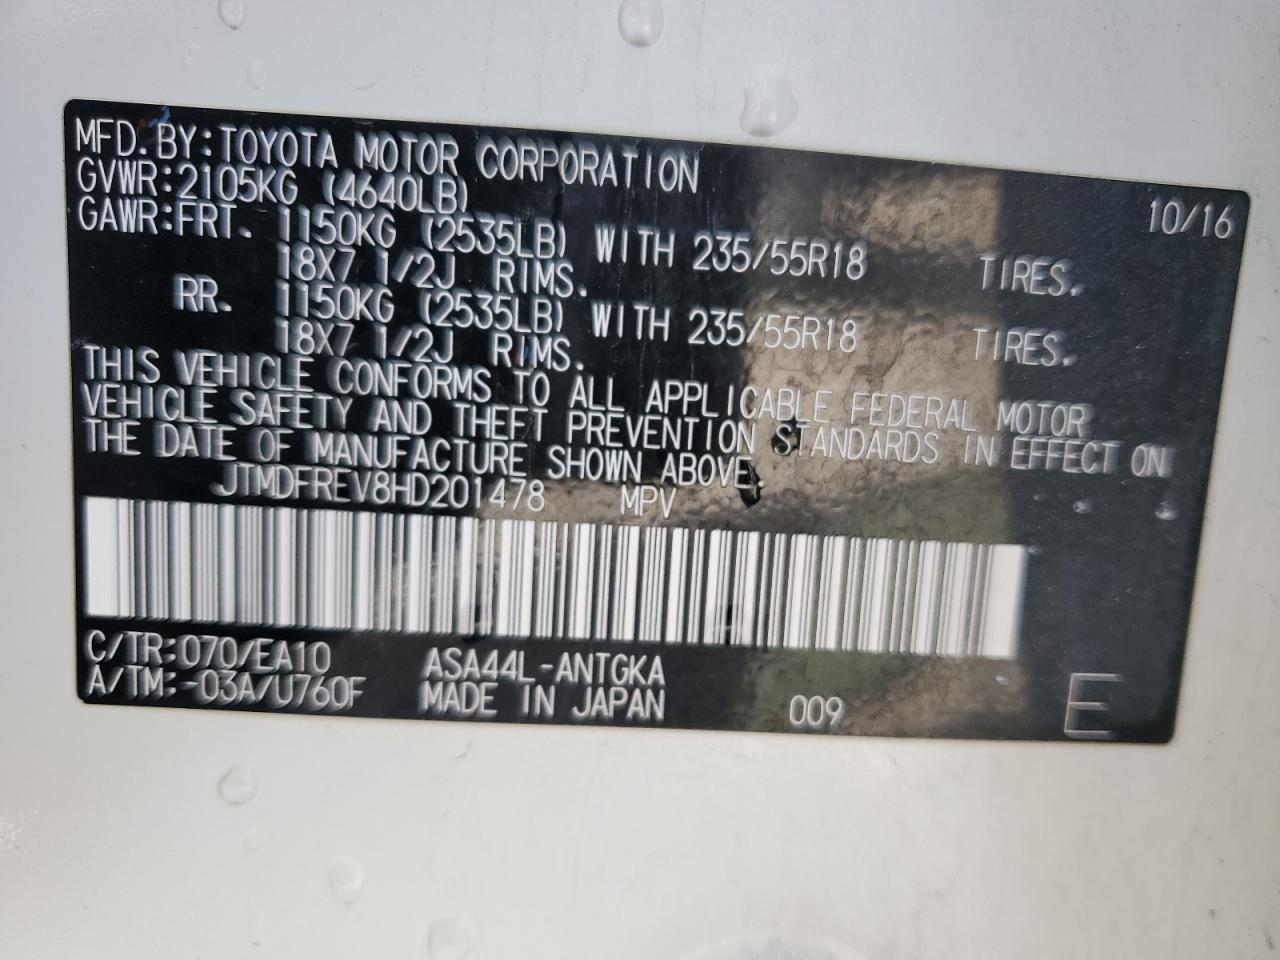 MFD. BY: TOYOTA MOTOR CORPORATION 10/16
GVWR: 2105KG (4640LB)
GAWR: FRT. 1150KG (2535LB) WITH 235/55R18 TIRES.
18X7 1/2J RIMS.
RR. 1150KG (2535LB) WITH 235/55R18 TIRES.
18X7 1/2J RIMS.
THIS VEHICLE CONFORMS TO ALL APPLICABLE FEDERAL MOTOR
VEHICLE SAFETY AND THEFT PREVENTION STANDARDS IN EFFECT ON
THE DATE OF MANUFACTURE SHOWN ABOVE.
JTMDFREV8HD201478 MPV
C/TR: 070/EA10 ASA44L-ANTGKA
A/TM: -03A/U760F MADE IN JAPAN 009 E